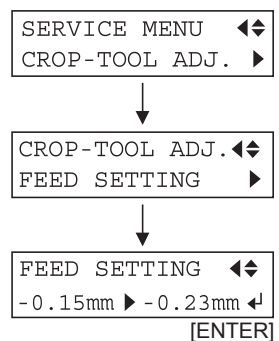 SERVICE MENU ◀◆
CROP-TOOL ADJ. ▶
CROP-TOOL ADJ.◀◆
FEED SETTING ▶
FEED SETTING ◀◆
-0.15mm ▶ -0.23mm ↵
[ENTER]